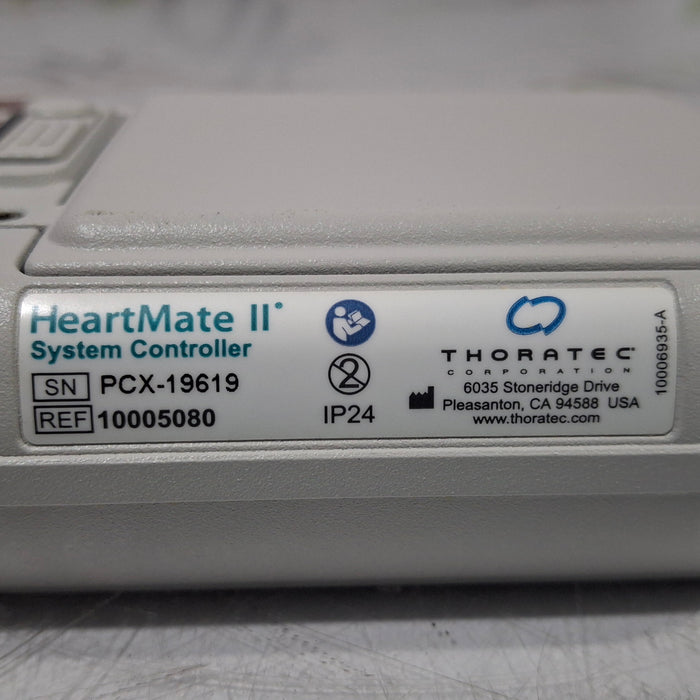 HeartMate II®
System Controller
SN PCX-19619
REF 10005080
2
IP24
THORATEC®
CORPORATION
6035 Stoneridge Drive
Pleasanton, CA 94588 USA
www.thoratec.com
10006935-A